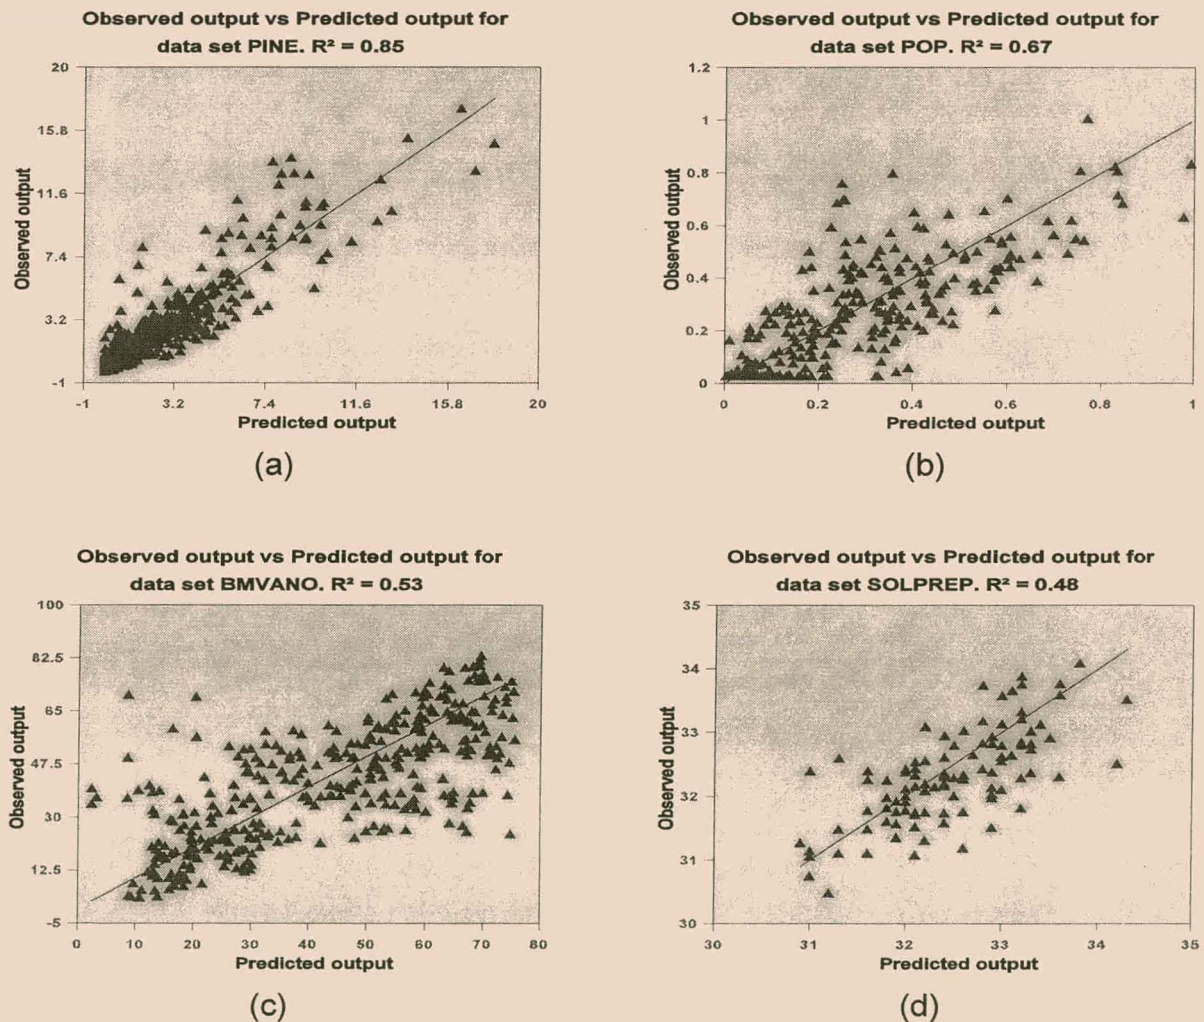 Observed output vs Predicted output for
data set PINE. R² = 0.85
20
15.8
11.6
7.4
3.2
-1
Observed output
-1 3.2 7.4 11.6 15.8 20
Predicted output
(a)
Observed output vs Predicted output for
data set POP. R² = 0.67
1.2
1
0.8
0.6
0.4
0.2
0
Observed output
0 0.2 0.4 0.6 0.8 1
Predicted output
(b)
Observed output vs Predicted output for
data set BMVANO. R² = 0.53
100
82.5
65
47.5
30
12.5
-5
Observed output
0 10 20 30 40 50 60 70 80
Predicted output
(c)
Observed output vs Predicted output for
data set SOLPREP. R² = 0.48
35
34
33
32
31
30
Observed output
30 31 32 33 34 35
Predicted output
(d)